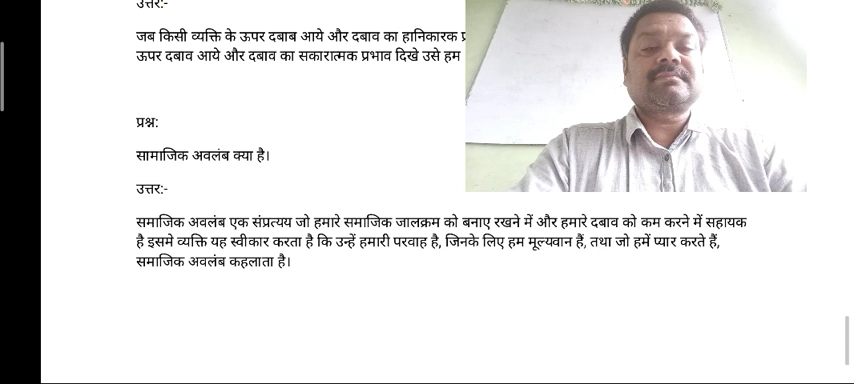 उत्तर:-
जब किसी व्यक्ति के ऊपर दबाब आये और दबाव का हानिकारक
ऊपर दबाव आये और दबाव का सकारात्मक प्रभाव दिखे उसे हम
प्रश्न:
सामाजिक अवलंब क्या है।
उत्तर:-
समाजिक अवलंब एक संप्रत्यय जो हमारे समाजिक जालक्रम को बनाए रखने में और हमारे दबाव को कम करने में सहायक
है इसमे व्यक्ति यह स्वीकार करता है कि उन्हें हमारी परवाह है, जिनके लिए हम मूल्यवान हैं, तथा जो हमें प्यार करते हैं,
समाजिक अवलंब कहलाता है।